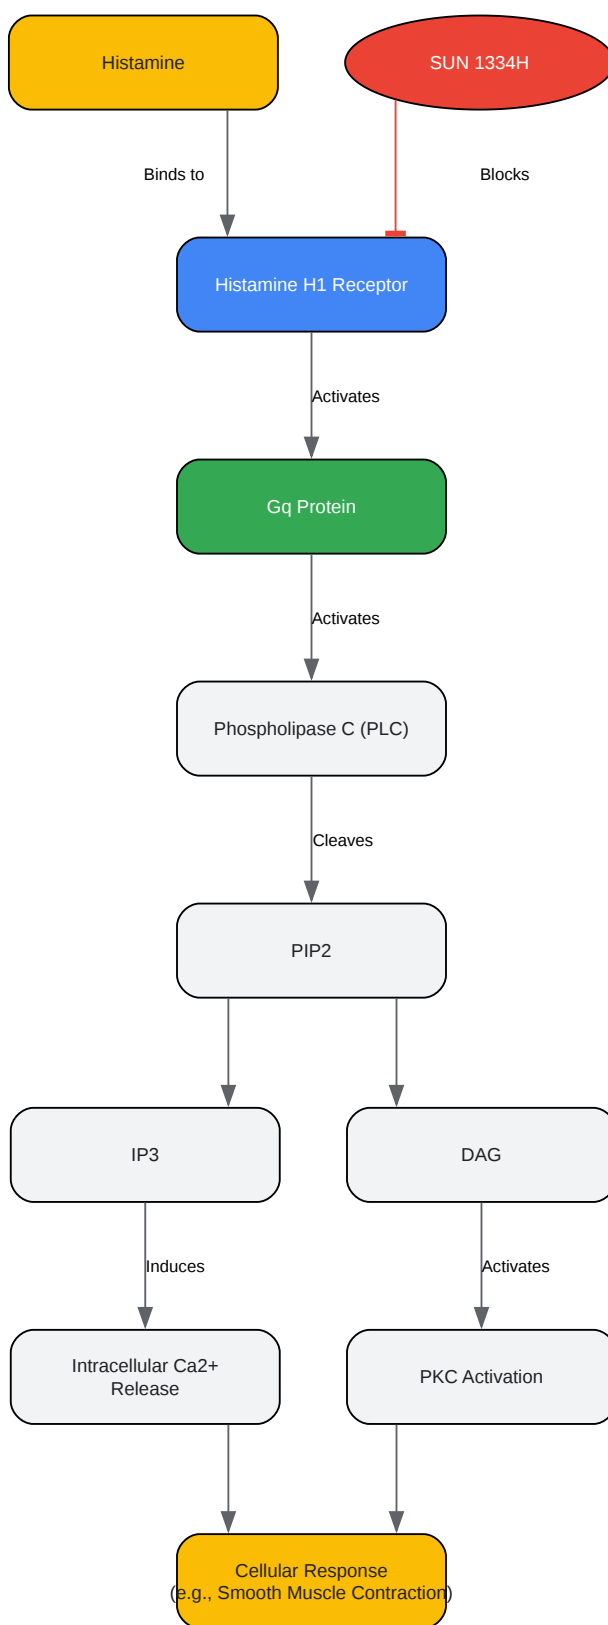 Histamine
SUN 1334H
Binds to
Blocks
Histamine H1 Receptor
Activates
Gq Protein
Activates
Phospholipase C (PLC)
Cleaves
PIP2
IP3
DAG
Induces
Activates
Intracellular Ca2+
Release
PKC Activation
Cellular Response
(e.g., Smooth Muscle Contraction)